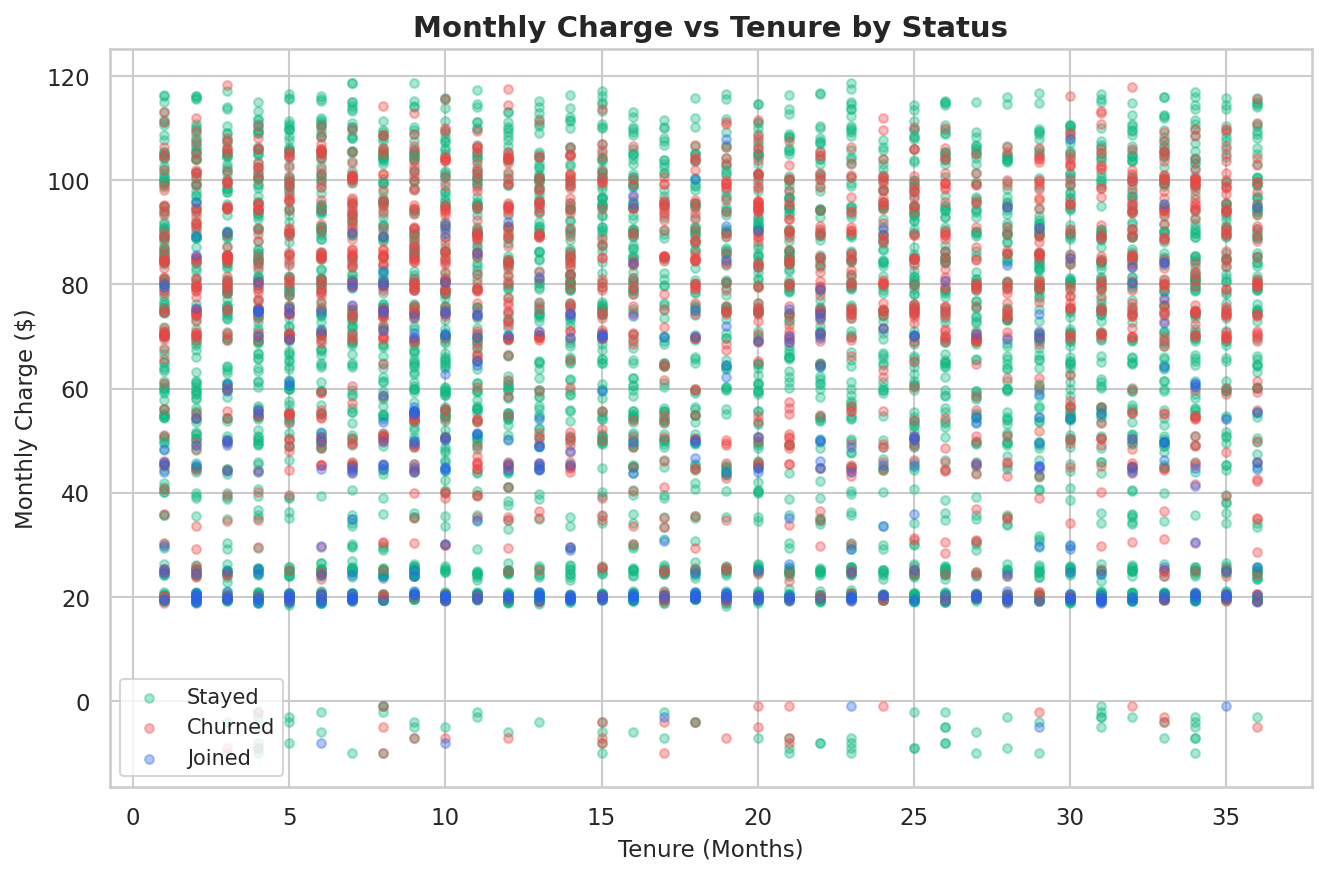 Monthly Charge vs Tenure by Status
Monthly Charge ($)
120
100
80
60
40
20
0
Stayed
Churned
Joined
0 5 10 15 20 25 30 35
Tenure (Months)